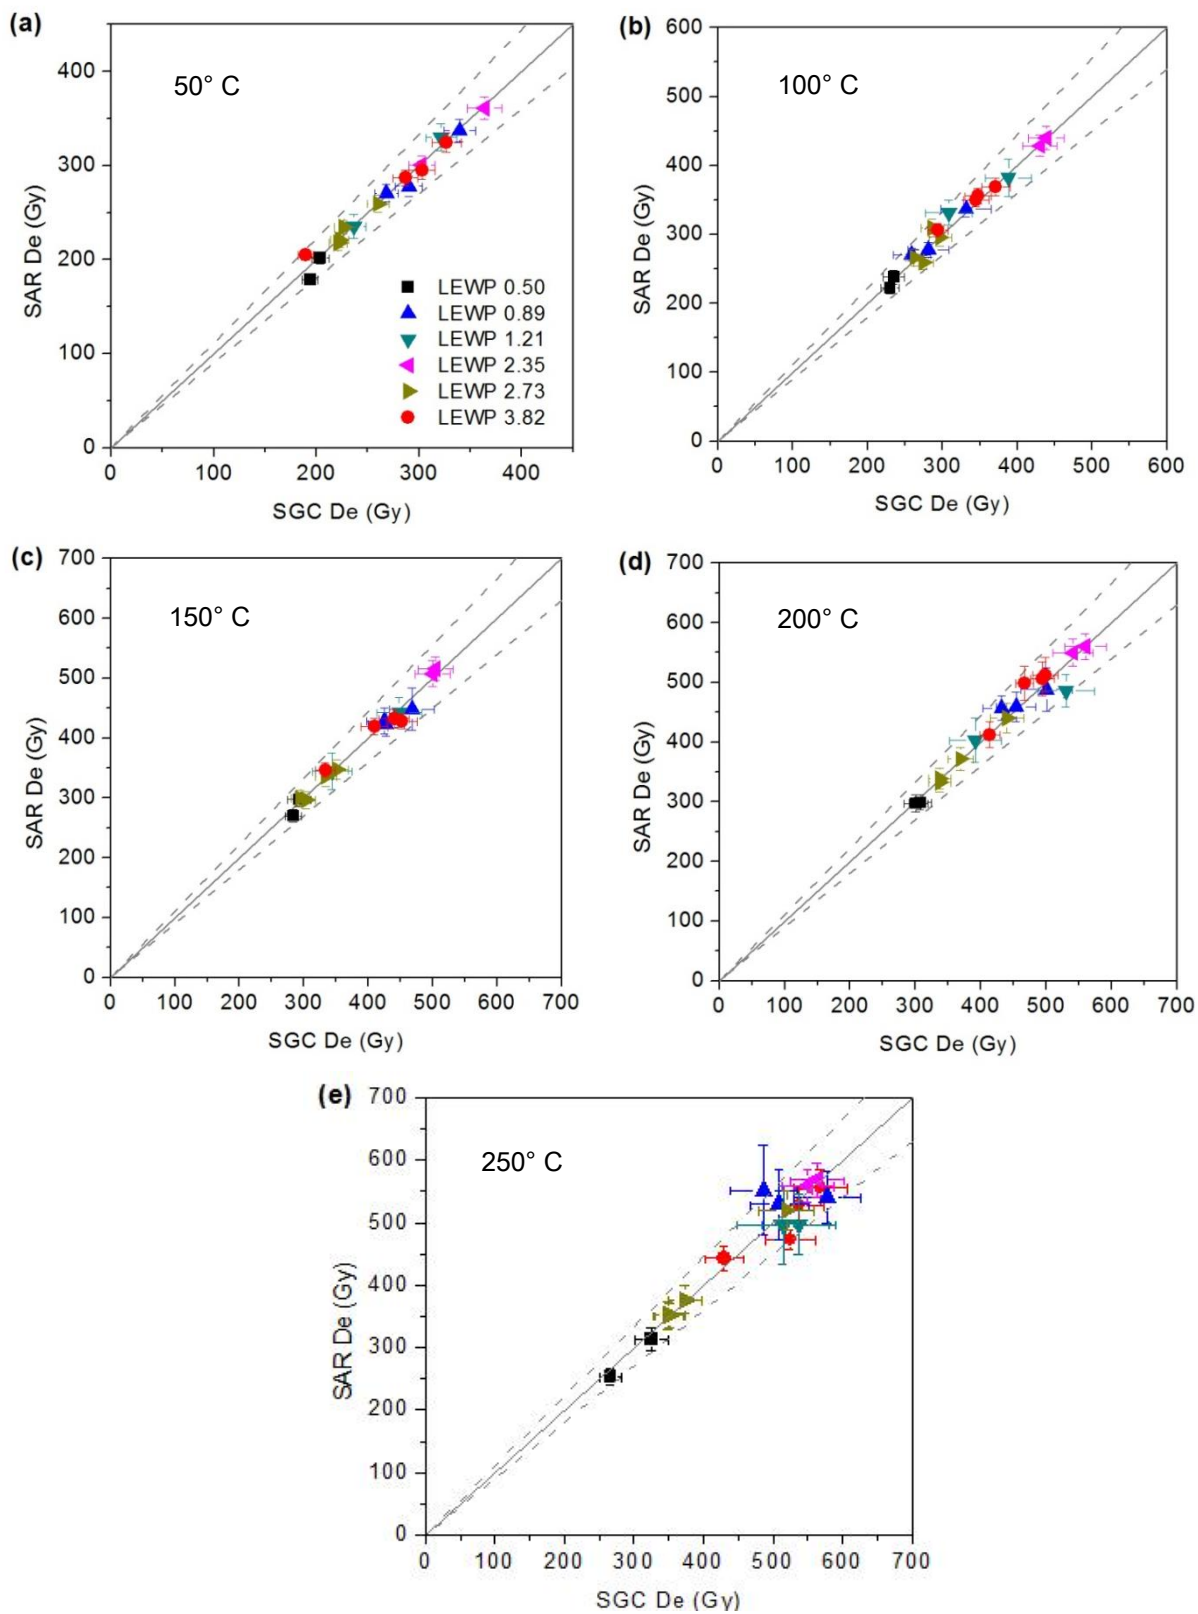 (a)
50° C
400
300
200
100
0
0 100 200 300 400
SAR De (Gy)
SGC De (Gy)
LEWP 0.50
LEWP 0.89
LEWP 1.21
LEWP 2.35
LEWP 2.73
LEWP 3.82
(b)
100° C
600
500
400
300
200
100
0
0 100 200 300 400 500 600
SAR De (Gy)
SGC De (Gy)
(c)
150° C
700
600
500
400
300
200
100
0
0 100 200 300 400 500 600 700
SAR De (Gy)
SGC De (Gy)
(d)
200° C
700
600
500
400
300
200
100
0
0 100 200 300 400 500 600 700
SAR De (Gy)
SGC De (Gy)
(e)
250° C
700
600
500
400
300
200
100
0
0 100 200 300 400 500 600 700
SAR De (Gy)
SGC De (Gy)